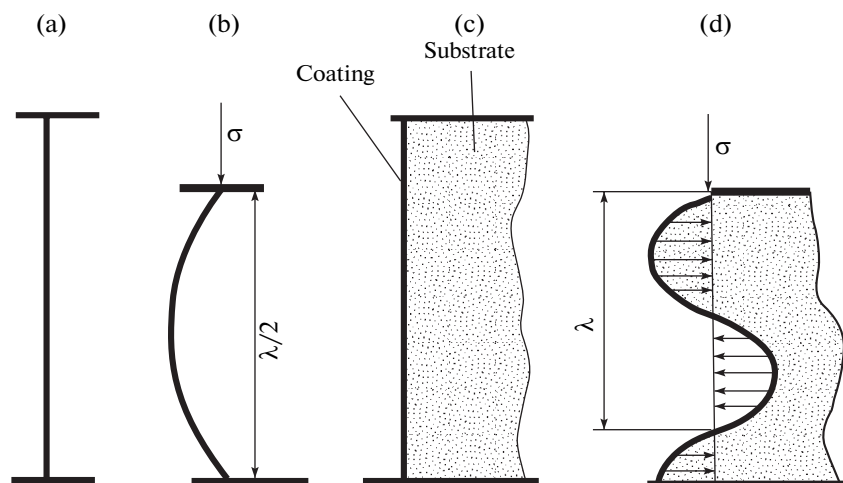 (a)
(b)
(c)
(d)
Substrate
Coating
σ
λ/2
σ
λ